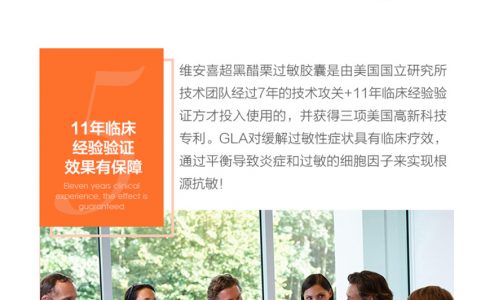 5
11年临床
经验验证
效果有保障
Eleven years clinical
experience, the effect is
guaranteed
维安喜超黑醋栗过敏胶囊是由美国国立研究所
技术团队经过7年的技术攻关+11年临床经验验
证方才投入使用的，并获得三项美国高新科技
专利。GLA对缓解过敏性症状具有临床疗效，
通过平衡导致炎症和过敏的细胞因子来实现根
源抗敏!